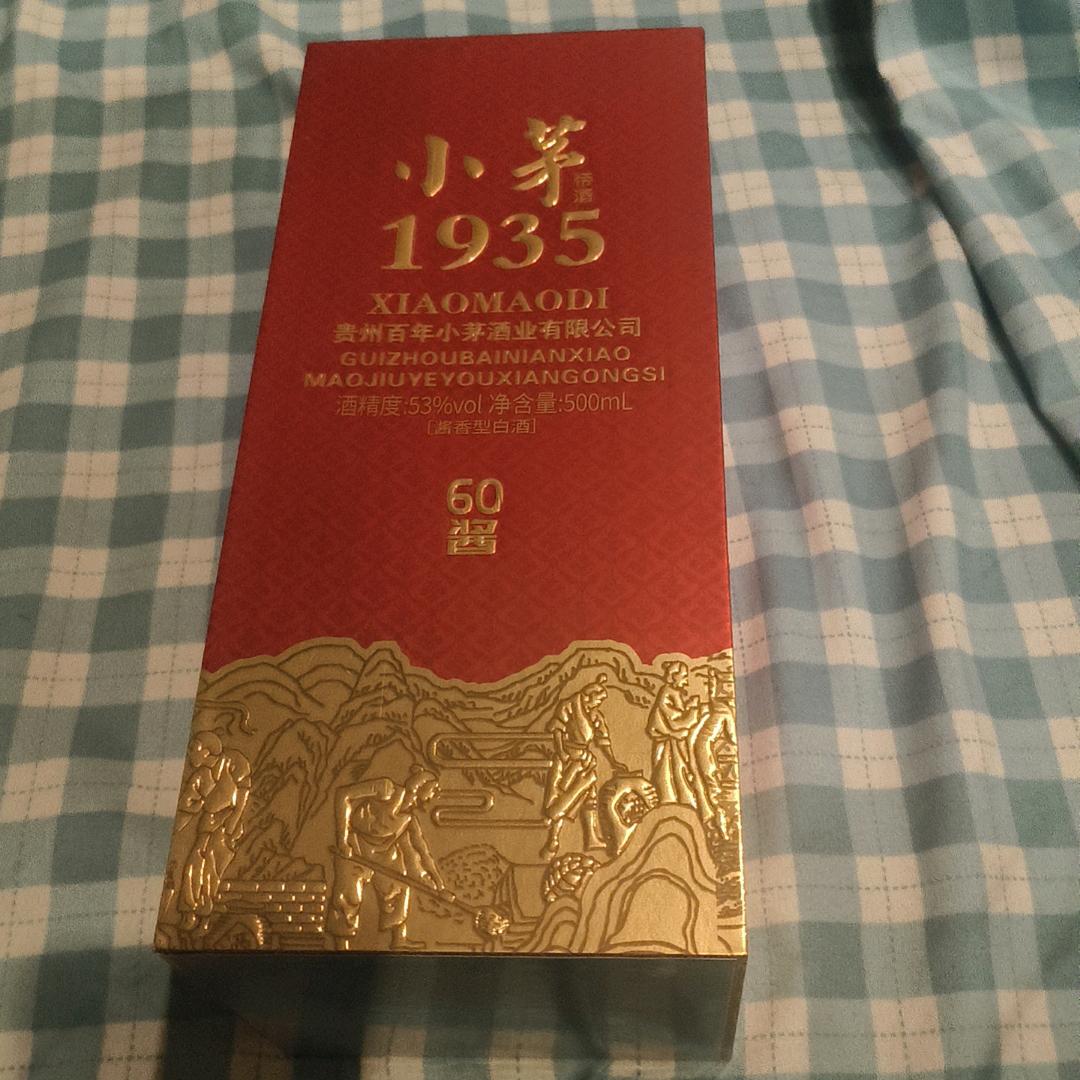 小茅
1935
XIAOMAODI
贵州百年小茅酒业有限公司
GUIZHOUBAINIANXIAO
MAOJIUYEYOUXIANGONGSI
酒精度:53%vol 净含量:500mL
[酱香型白酒]
60
酱